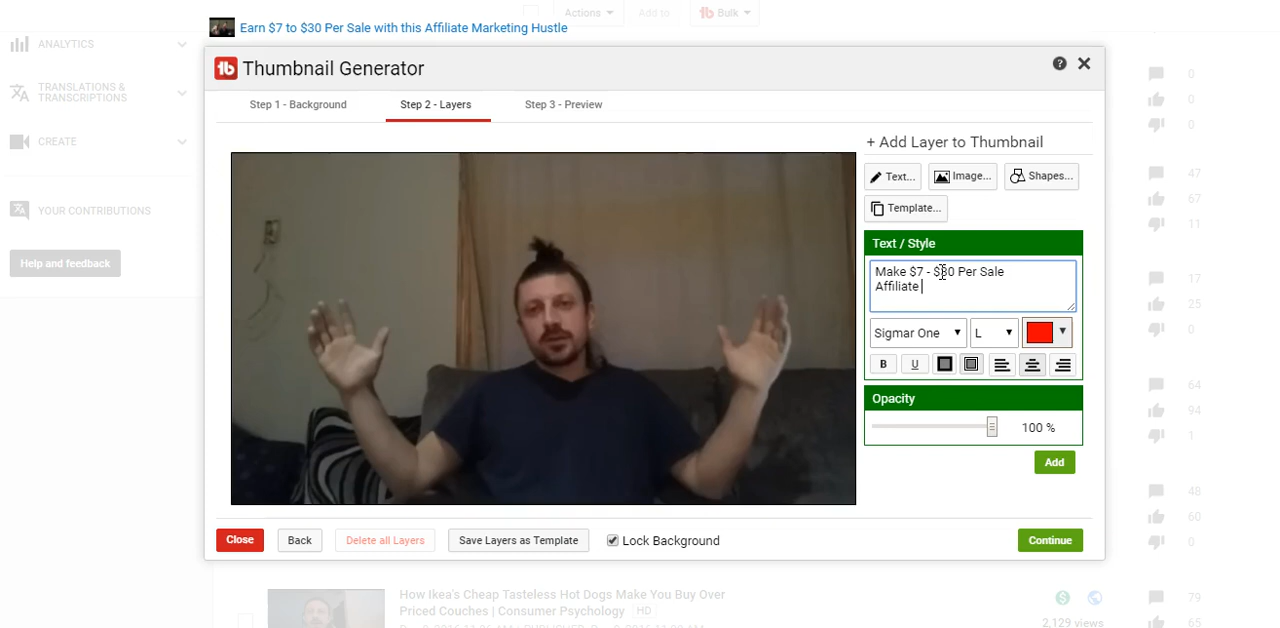 Actions
Add to
Bulk
Earn $7 to $30 Per Sale with this Affiliate Marketing Hustle
ANALYTICS
TRANSLATIONS &
TRANSCRIPTIONS
CREATE
YOUR CONTRIBUTIONS
Help and feedback
Thumbnail Generator
Step 1 - Background
Step 2 - Layers
Step 3 - Preview
+ Add Layer to Thumbnail
Text...
Image...
Shapes...
Template...
Text / Style
Make $7 - $30 Per Sale
Affiliate
Sigmar One
L
B
U
Opacity
100 %
Add
Close
Back
Delete all Layers
Save Layers as Template
Lock Background
Continue
0
0
0
47
67
11
17
25
0
64
94
1
48
60
0
79
65
How Ikea's Cheap Tasteless Hot Dogs Make You Buy Over
Priced Couches | Consumer Psychology HD
2,129 views